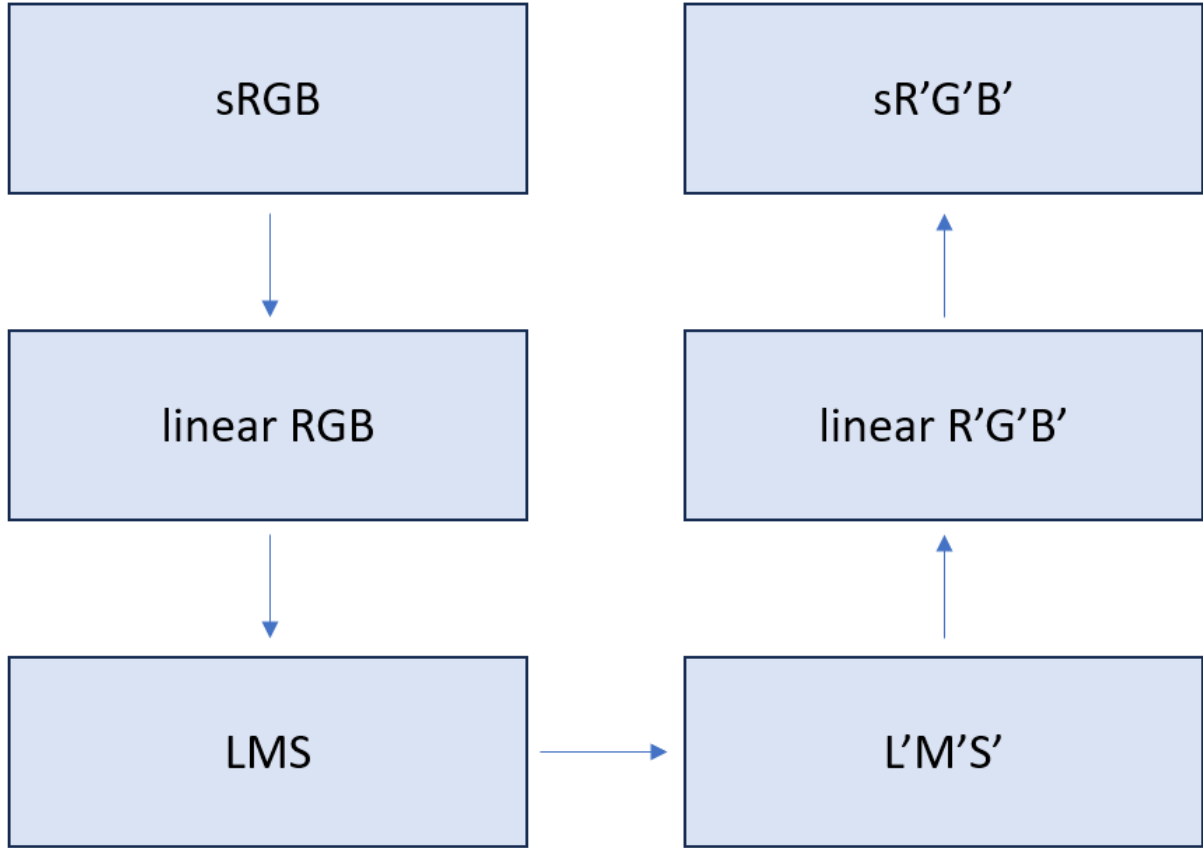 sRGB
sR’G’B’
linear RGB
linear R’G’B’
LMS
L’M’S’